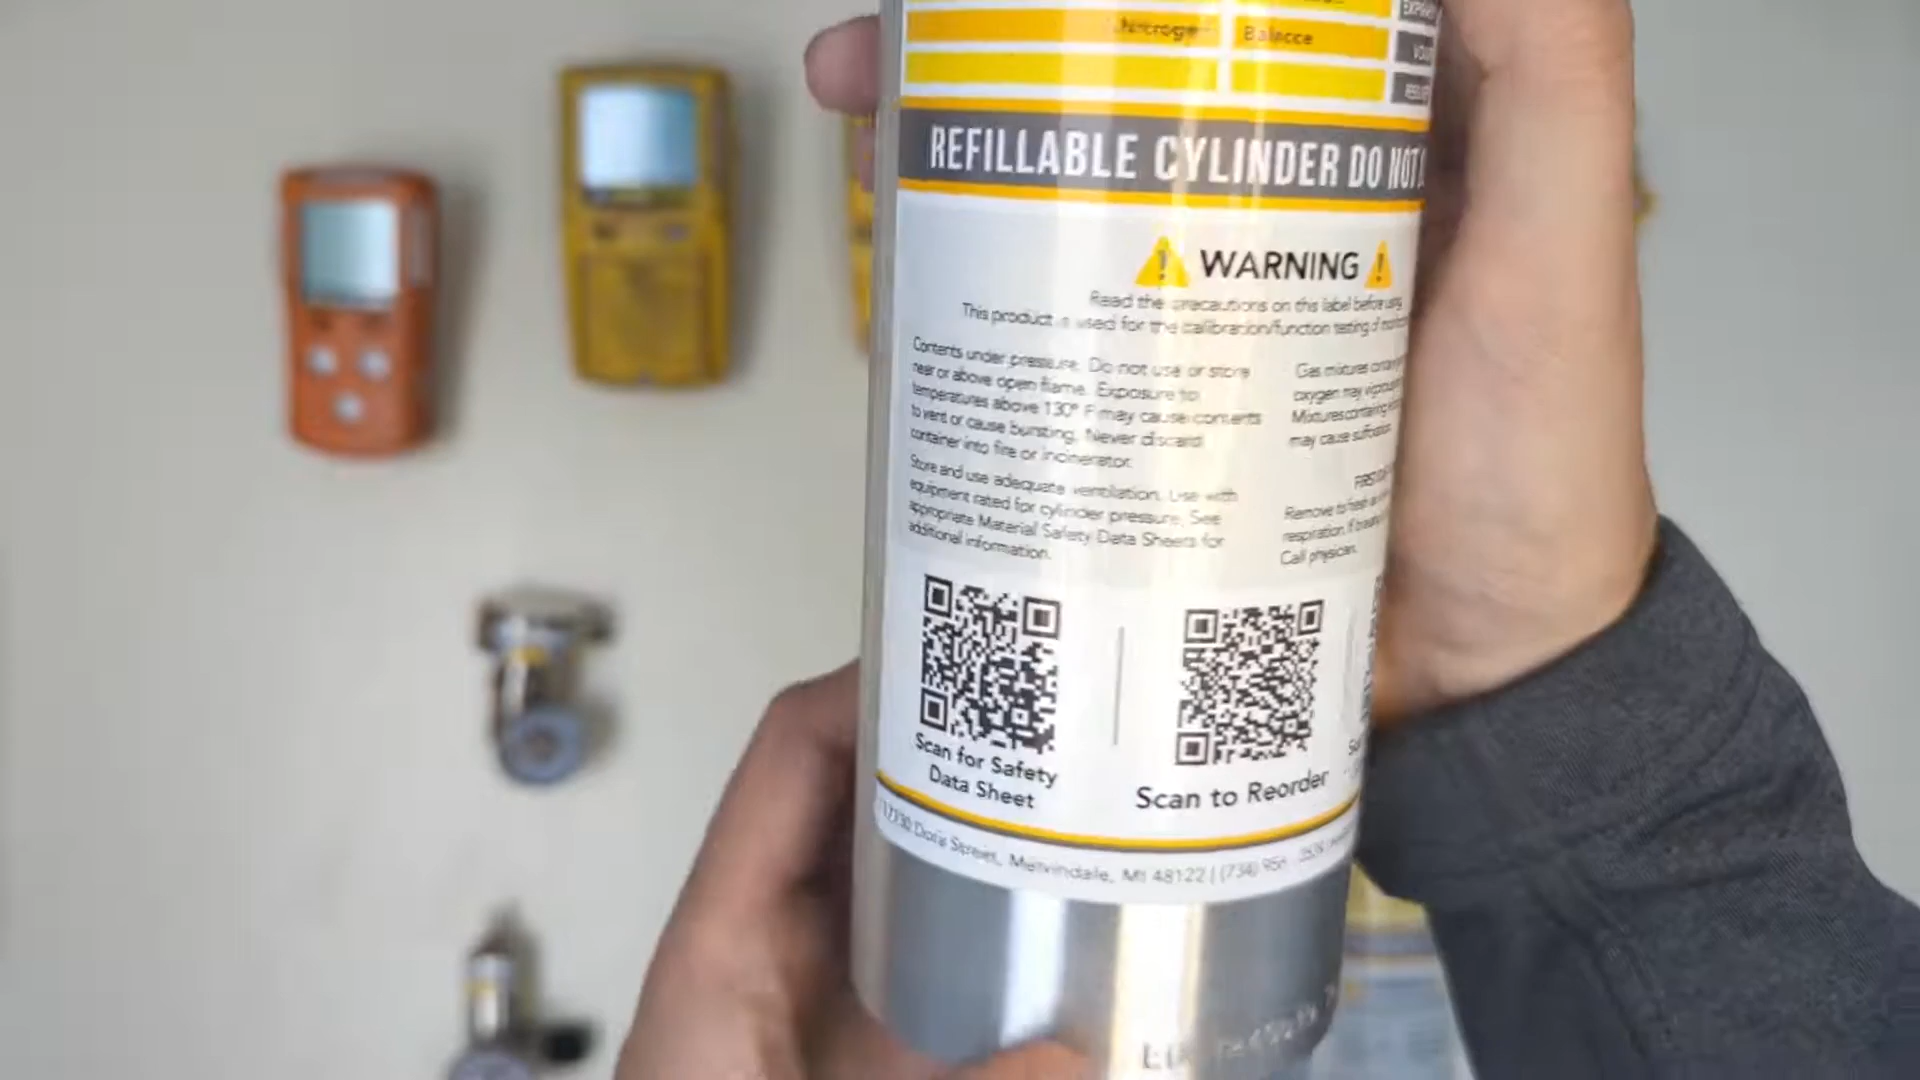 Nitrogen Balance
REFILLABLE CYLINDER DO NOT
WARNING
Read the precautions on this label before using
This product is used for the calibration/function testing of
Contents under pressure. Do not use or store
near or above open flame. Exposure to
temperatures above 130° F may cause contents
to vent or cause bursting. Never discard
container into fire or incinerator.
Store and use adequate ventilation. Use with
equipment rated for cylinder pressure. See
appropriate Material Safety Data Sheets for
additional information.
Gas mixtures
oxygen may
Mixtures containing
may cause suffocation.
FIRST
Remove to fresh
respiration. If
Call physician.
Scan for Safety
Data Sheet
Scan to Reorder
Street, Melvindale, MI 48122 | (734)